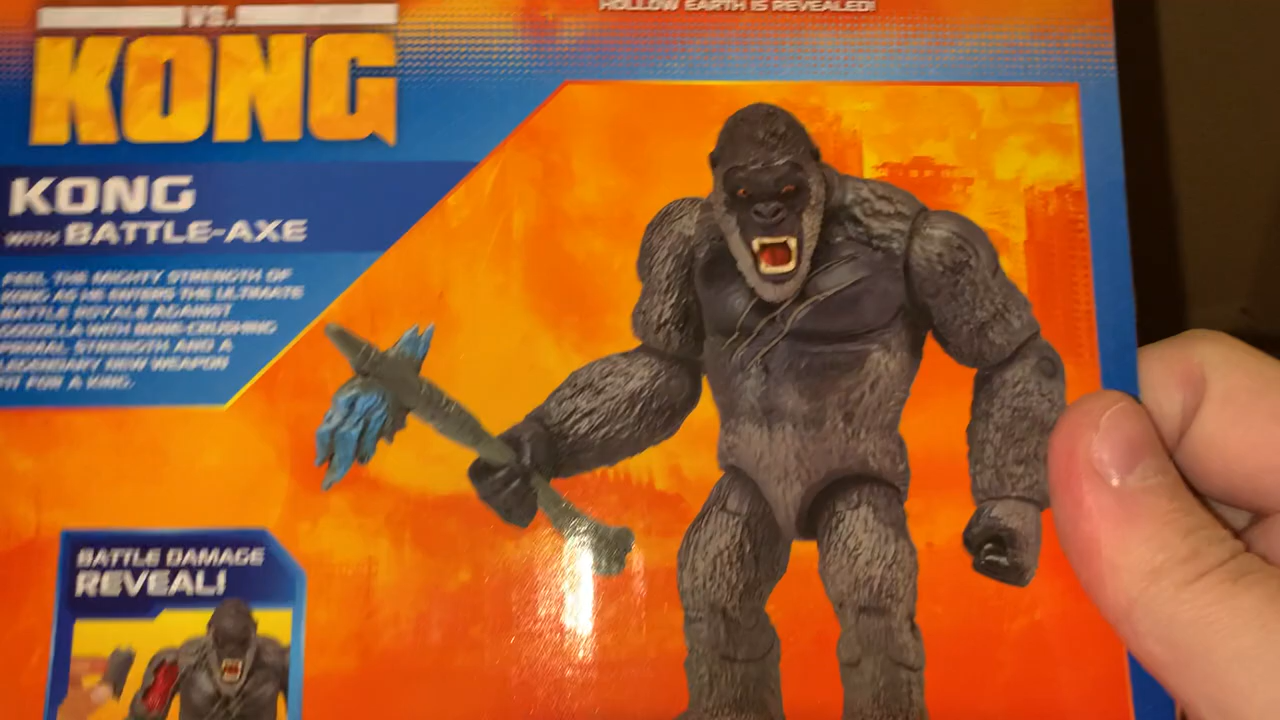 VS.
HOLLOW EARTH IS REVEALED!
KONG
KONG
WITH BATTLE-AXE
FEEL THE MIGHTY STRENGTH OF
KONG AS HE ENTERS THE ULTIMATE
BATTLE ROYALE AGAINST
GODZILLA WITH BONE-CRUSHING
PRIMAL STRENGTH AND A
LEGENDARY NEW WEAPON
FIT FOR A KING.
BATTLE DAMAGE
REVEAL!